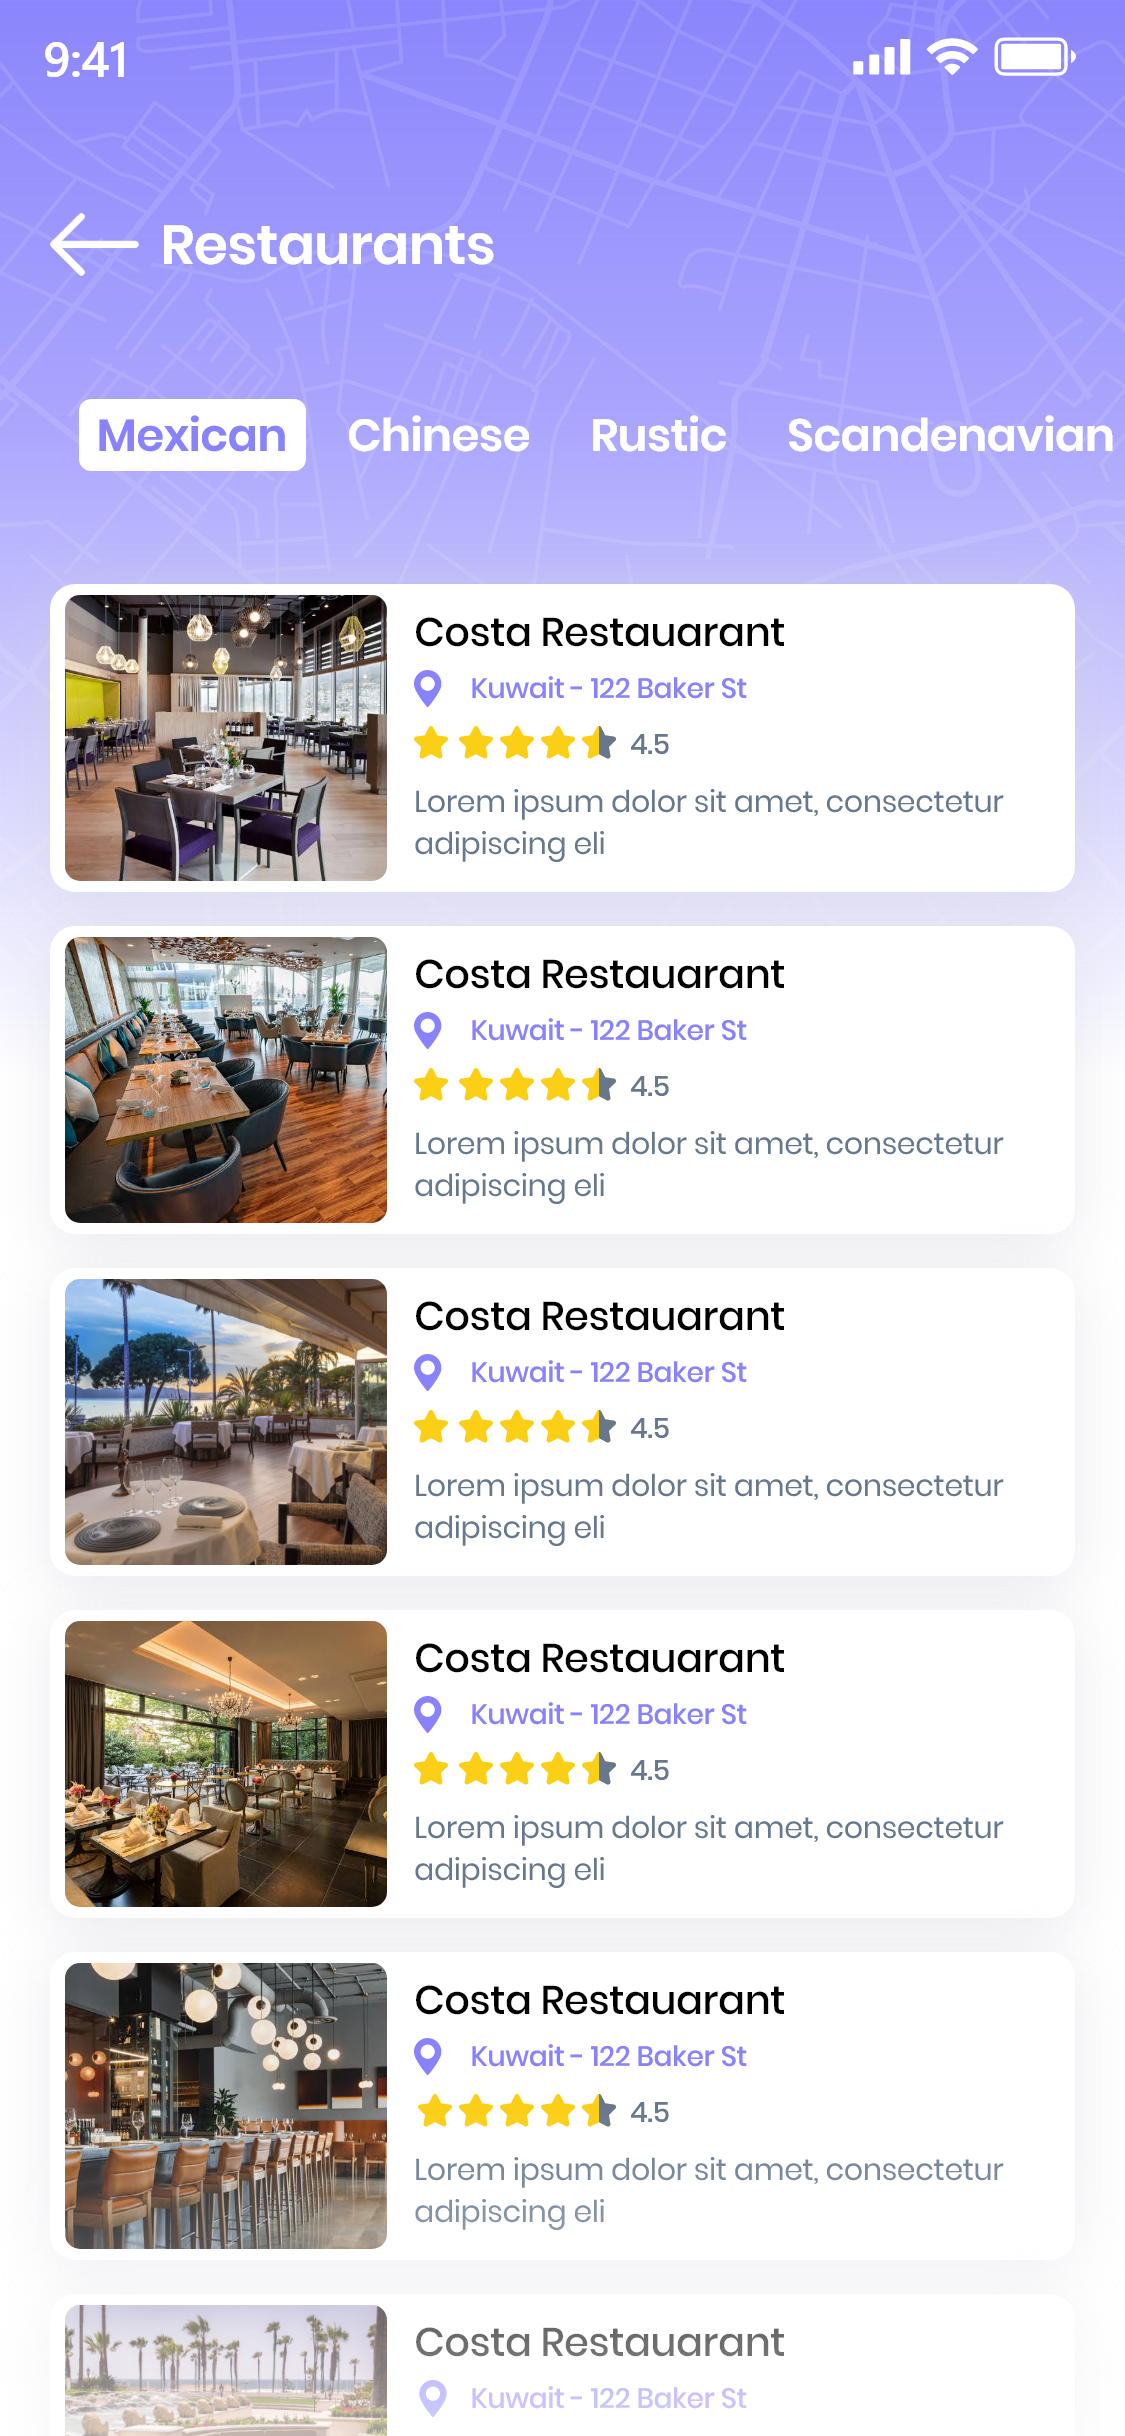 9:41
Restaurants
Mexican Chinese Rustic Scandenavian
Costa Restauarant
Kuwait - 122 Baker St
4.5
Lorem ipsum dolor sit amet, consectetur
adipiscing eli
Costa Restauarant
Kuwait - 122 Baker St
4.5
Lorem ipsum dolor sit amet, consectetur
adipiscing eli
Costa Restauarant
Kuwait - 122 Baker St
4.5
Lorem ipsum dolor sit amet, consectetur
adipiscing eli
Costa Restauarant
Kuwait - 122 Baker St
4.5
Lorem ipsum dolor sit amet, consectetur
adipiscing eli
Costa Restauarant
Kuwait - 122 Baker St
4.5
Lorem ipsum dolor sit amet, consectetur
adipiscing eli
Costa Restauarant
Kuwait - 122 Baker St